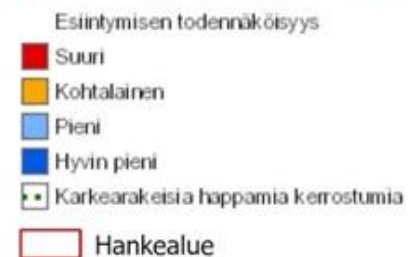 Esiintymisen todennäköisyys
Suuri
Kohtalainen
Pieni
Hyvin pieni
Karkearakeisia happamia kerrostumia
Hankealue